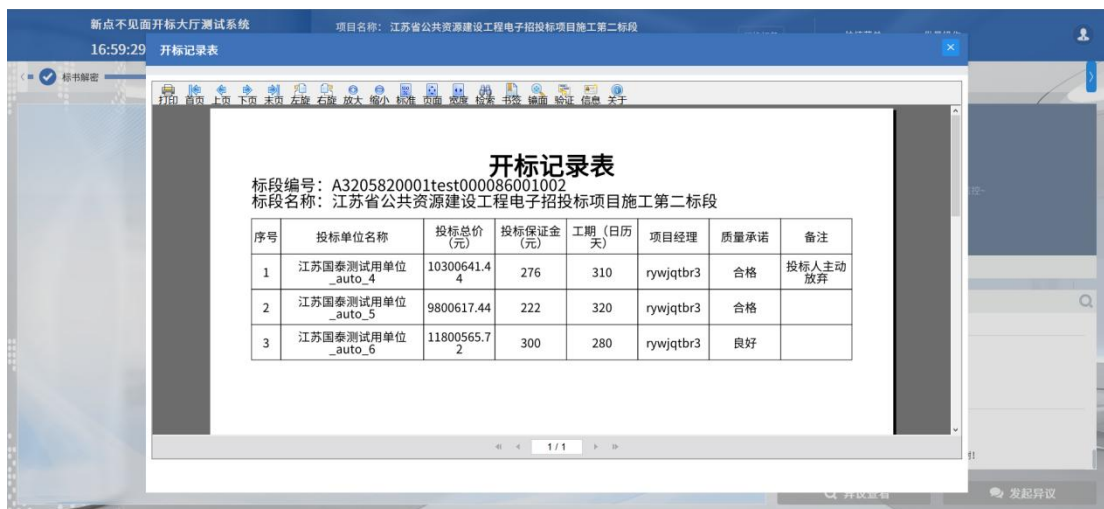 新点不见面开标大厅测试系统
项目名称： 江苏省公共资源建设工程电子招投标项目施工第二标段
16:59:29
开标记录表
标书解密
打印 首页 上页 下页 末页 左旋 右旋 放大 缩小 标准 页面 宽度 检索 书签 镜面 验证 信息 关于
开标记录表
标段编号：A3205820001test000086001002
标段名称：江苏省公共资源建设工程电子招投标项目施工第二标段
序号 投标单位名称 投标总价（元） 投标保证金（元） 工期（日历天） 项目经理 质量承诺 备注
1 江苏国泰测试用单位_auto_4 10300641.44 276 310 rywjqtbr3 合格 投标人主动放弃
2 江苏国泰测试用单位_auto_5 9800617.44 222 320 rywjqtbr3 合格
3 江苏国泰测试用单位_auto_6 11800565.72 300 280 rywjqtbr3 良好
1 / 1
异议查看
发起异议